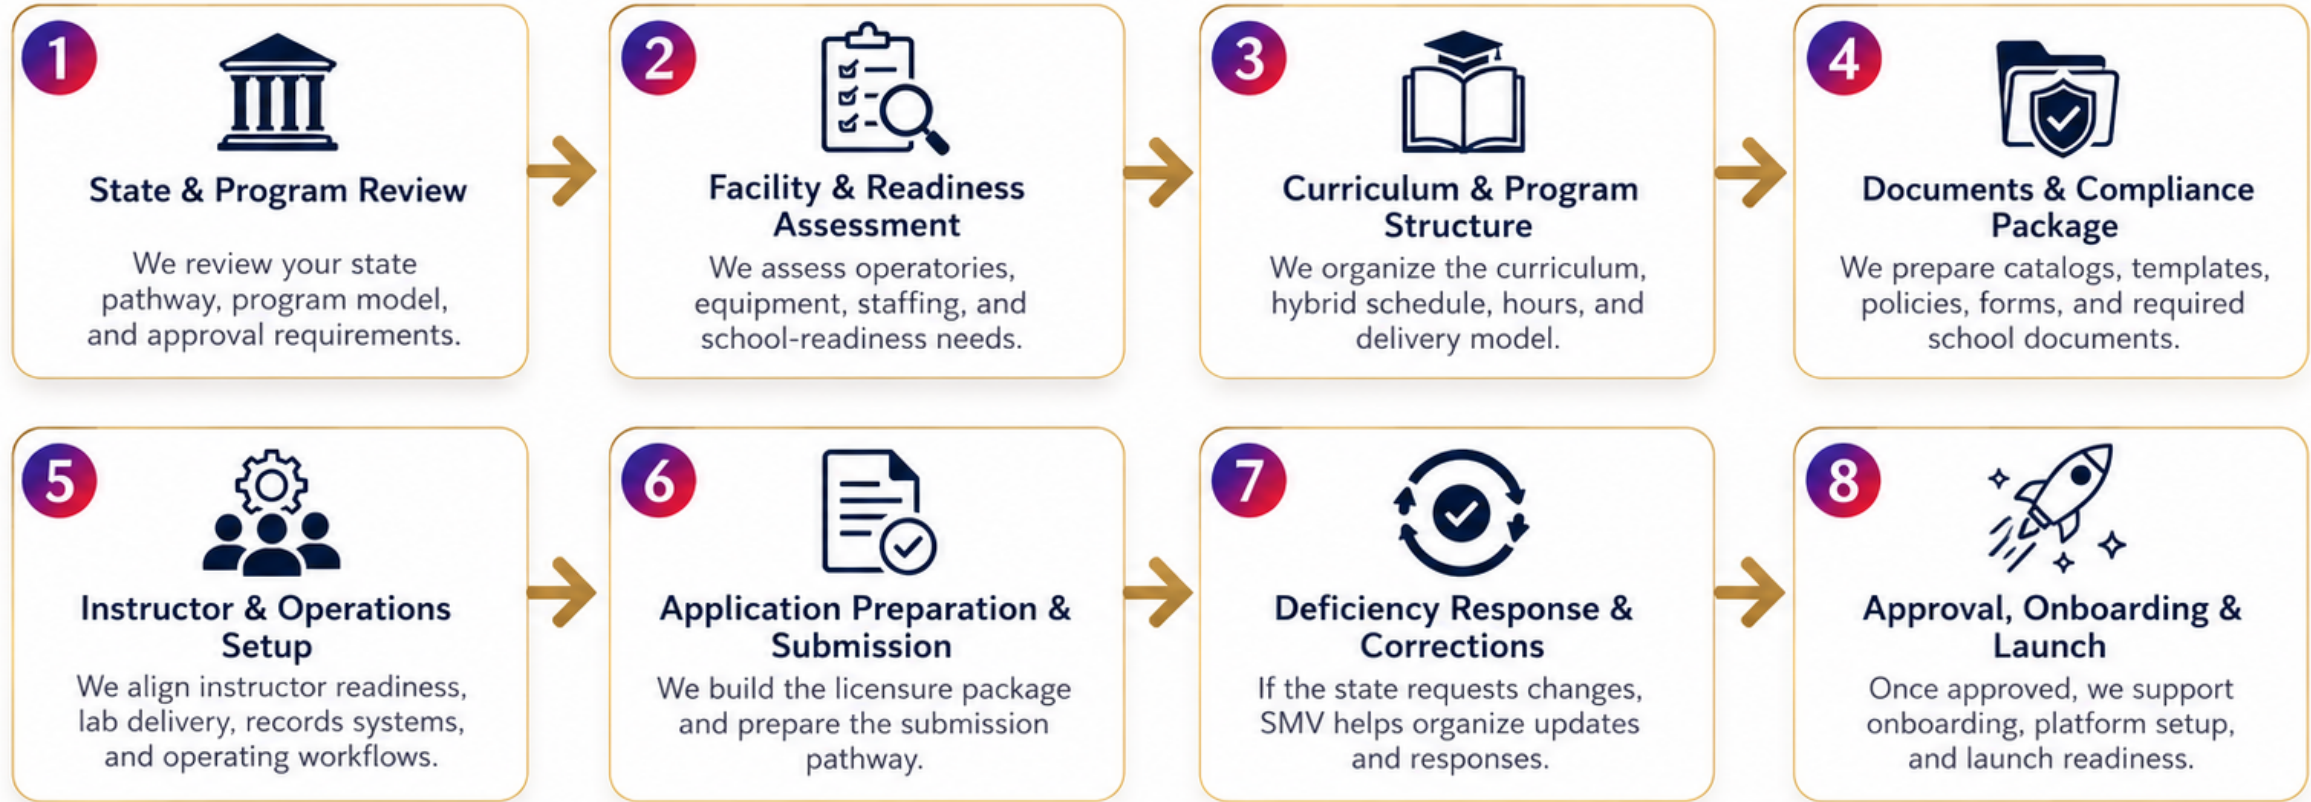 1
State & Program Review
We review your state
pathway, program model,
and approval requirements.
2
Facility & Readiness
Assessment
We assess operatories,
equipment, staffing, and
school-readiness needs.
3
Curriculum & Program
Structure
We organize the curriculum,
hybrid schedule, hours, and
delivery model.
4
Documents & Compliance
Package
We prepare catalogs, templates,
policies, forms, and required
school documents.
5
Instructor & Operations
Setup
We align instructor readiness,
lab delivery, records systems,
and operating workflows.
6
Application Preparation &
Submission
We build the licensure package
and prepare the submission
pathway.
7
Deficiency Response &
Corrections
If the state requests changes,
SMV helps organize updates
and responses.
8
Approval, Onboarding &
Launch
Once approved, we support
onboarding, platform setup,
and launch readiness.